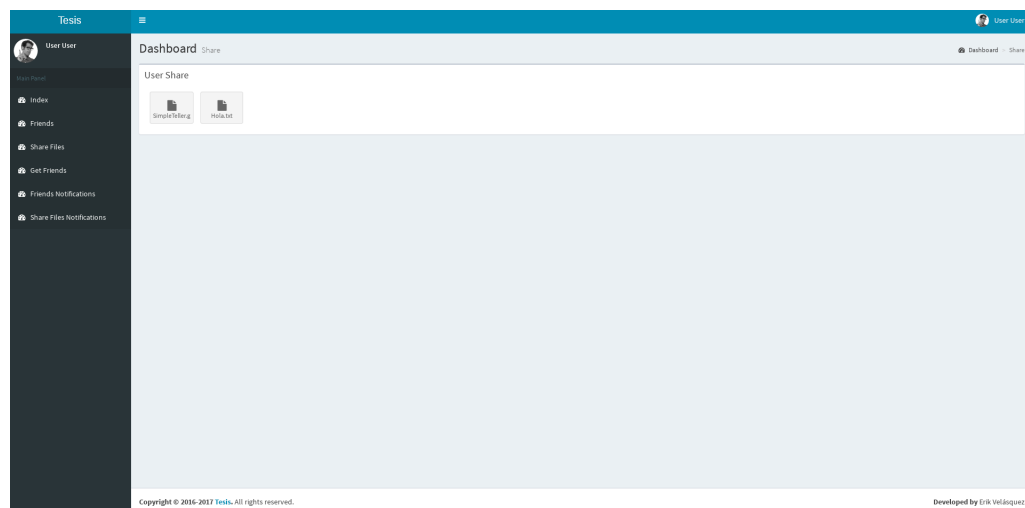 Tesis
User User
User User
Main Panel
Index
Friends
Share Files
Get Friends
Friends Notifications
Share Files Notifications
Dashboard Share
Dashboard > Share
User Share
SimpleTeller.g
Hola.txt
Copyright © 2016-2017 Tesis. All rights reserved.
Developed by Erik Velásquez